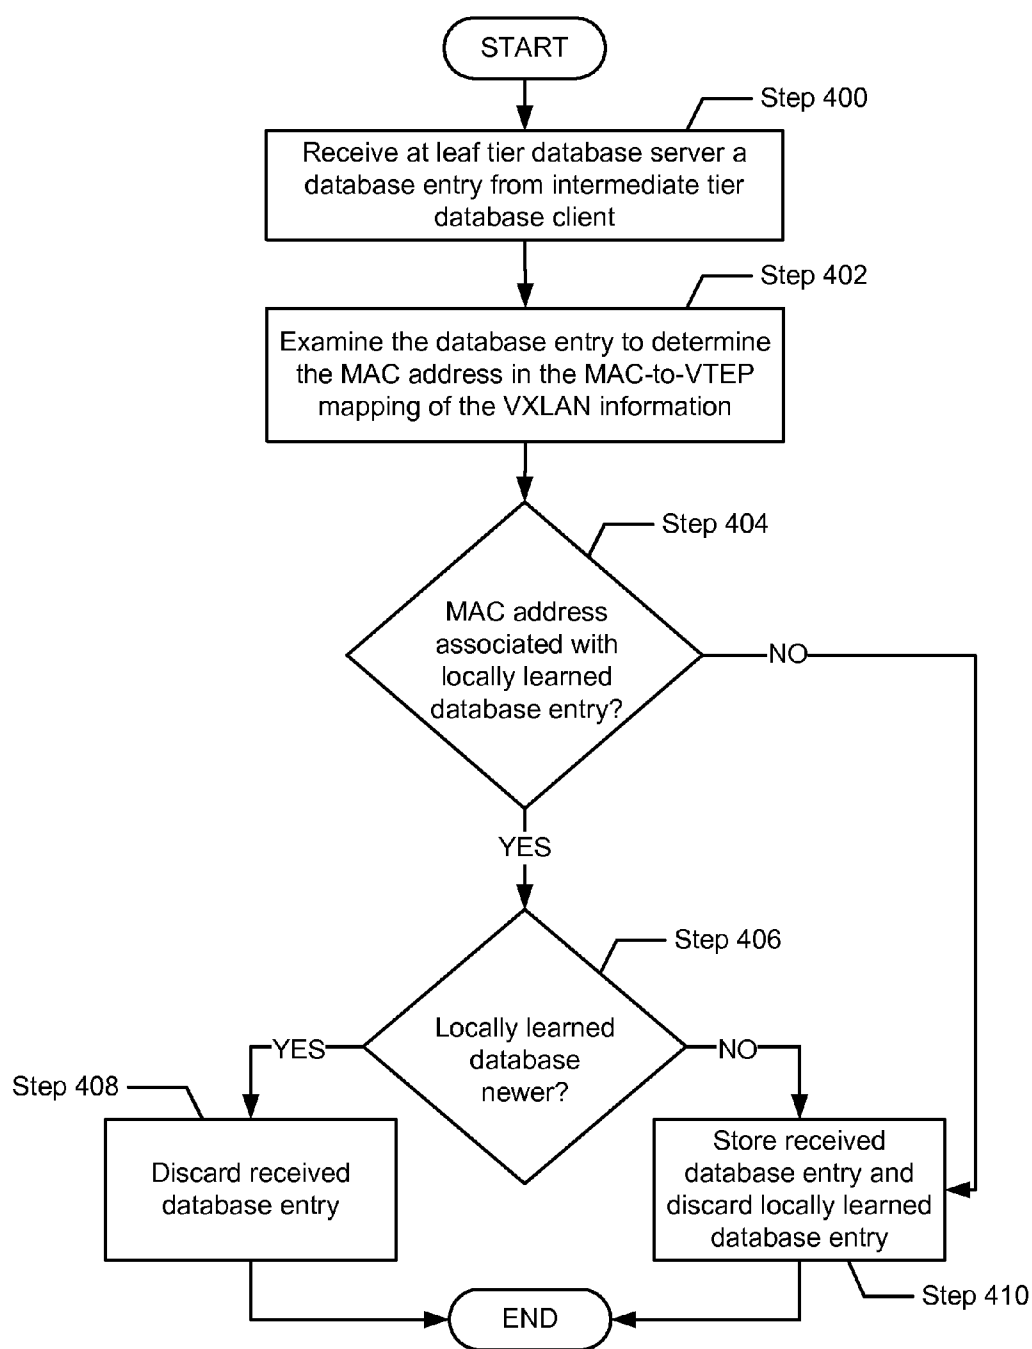 START
Step 400
Receive at leaf tier database server a
database entry from intermediate tier
database client
Step 402
Examine the database entry to determine
the MAC address in the MAC-to-VTEP
mapping of the VXLAN information
Step 404
MAC address
associated with
locally learned
database entry?
NO
YES
Step 406
Locally learned
database
newer?
YES
NO
Step 408
Discard received
database entry
Store received
database entry and
discard locally learned
database entry
Step 410
END